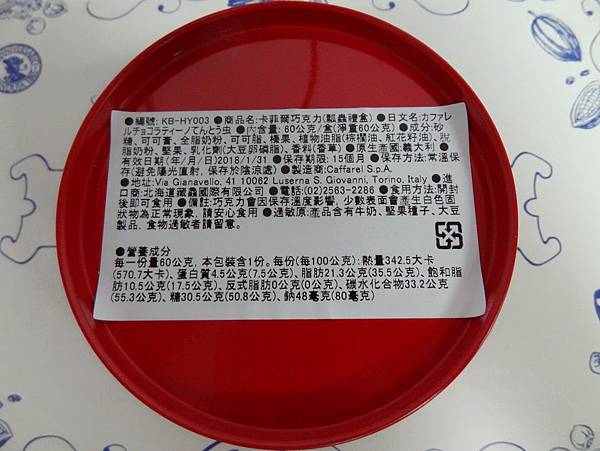 ●編號: KB-HY003 ●商品名:卡菲爾巧克力(瓢蟲禮盒) ●日文名:カファレ
ルチョコラティーノてんとう虫 ●內含量: 60公克/盒(淨重60公克) ●成分:砂
糖、可可膏、全脂奶粉、可可脂、榛果、植物油脂(棕櫚油、紅花籽油)、脫
脂奶粉、堅果、乳化劑(大豆卵磷脂)、香料(香草) ●原生產國:義大利 ●
有效日期(年/月/日)2018/1/31 ●保存期限: 15個月 ●保存方法:常溫保
存(避免陽光直射, 保存於陰涼處) ●製造商:Caffarel S.p.A.
●地址:Via Gianavello, 41 10062 Luserna S. Giovanni, Torino, Italy ●進
口商:北海道藏蟲國際有限公司 ●電話:(02)2563-2286 ●食用方法:開封
後即可食用 ●備註:巧克力會因保存溫度影響, 少數表面會產生白色固
狀物為正常現象, 請安心食用 ●過敏原:產品含有牛奶、堅果種子、大豆
製品, 食物過敏者請留意。
●營養成分
每一份量60公克, 本包裝含1份。每份(每100公克): 熱量342.5大卡
(570.7大卡), 蛋白質4.5公克(7.5公克), 脂肪21.3公克(35.5公克), 飽和脂
肪10.5公克(17.5公克), 反式脂肪0公克(0公克), 碳水化合物33.2公克
(55.3公克), 糖30.5公克(50.8公克), 鈉48毫克(80毫克)